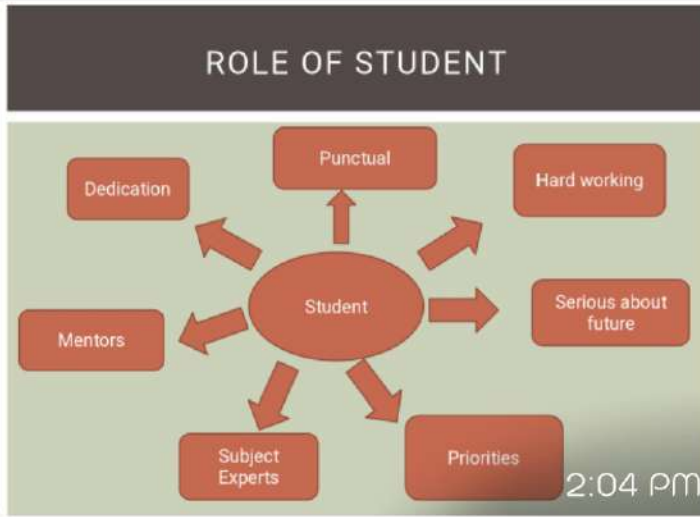 ROLE OF STUDENT
Punctual
Dedication
Hard working
Student
Serious about
future
Mentors
Subject
Experts
Priorities
2:04 PM